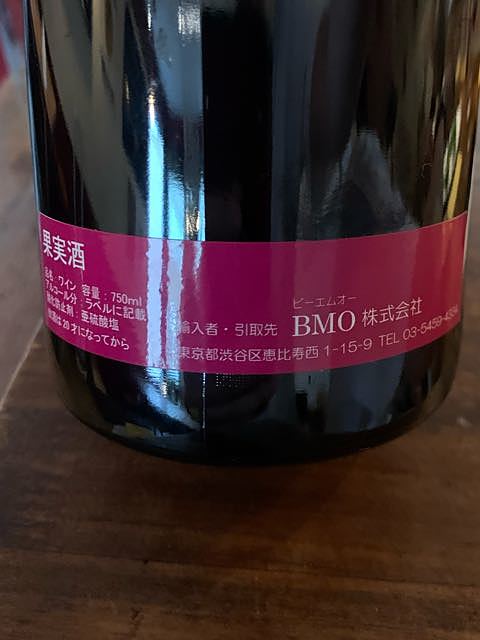 果実酒
品名 ワイン 容量：750ml
アルコール分：ラベルに記載
酸化防止剤：亜硫酸塩
飲酒は20才になってから
輸入者・引取先
ビーエムオー
BMO 株式会社
東京都渋谷区恵比寿西 1-15-9 TEL 03-5459-